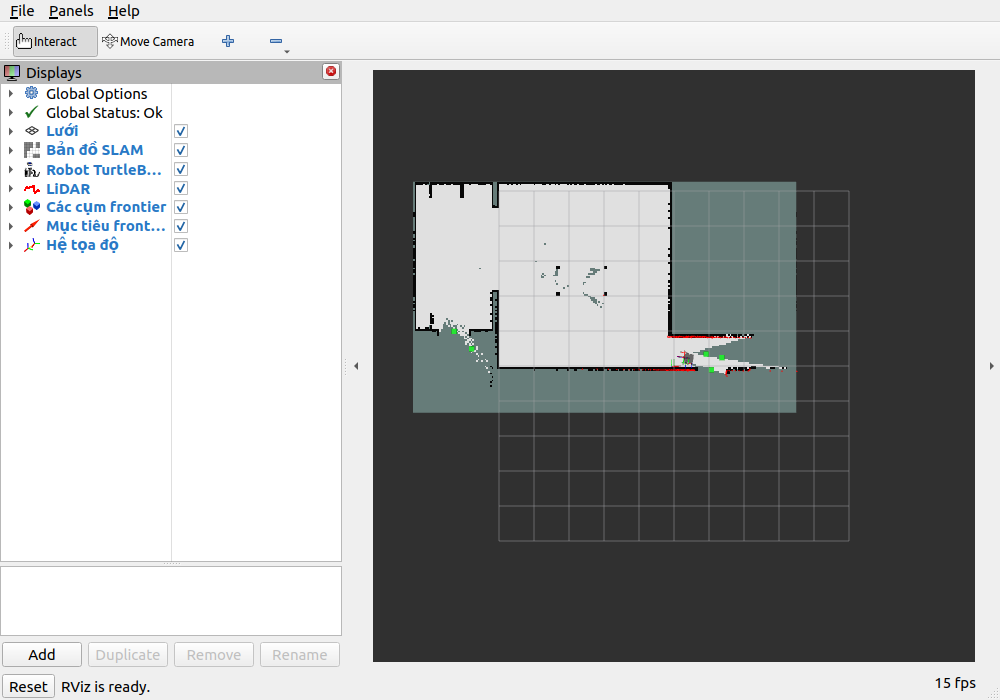 File Panels Help
Interact Move Camera
Displays
Global Options
Global Status: Ok
Lưới
Bản đồ SLAM
Robot TurtleB...
LiDAR
Các cụm frontier
Mục tiêu front...
Hệ tọa độ
Add Duplicate Remove Rename
Reset RViz is ready. 15 fps